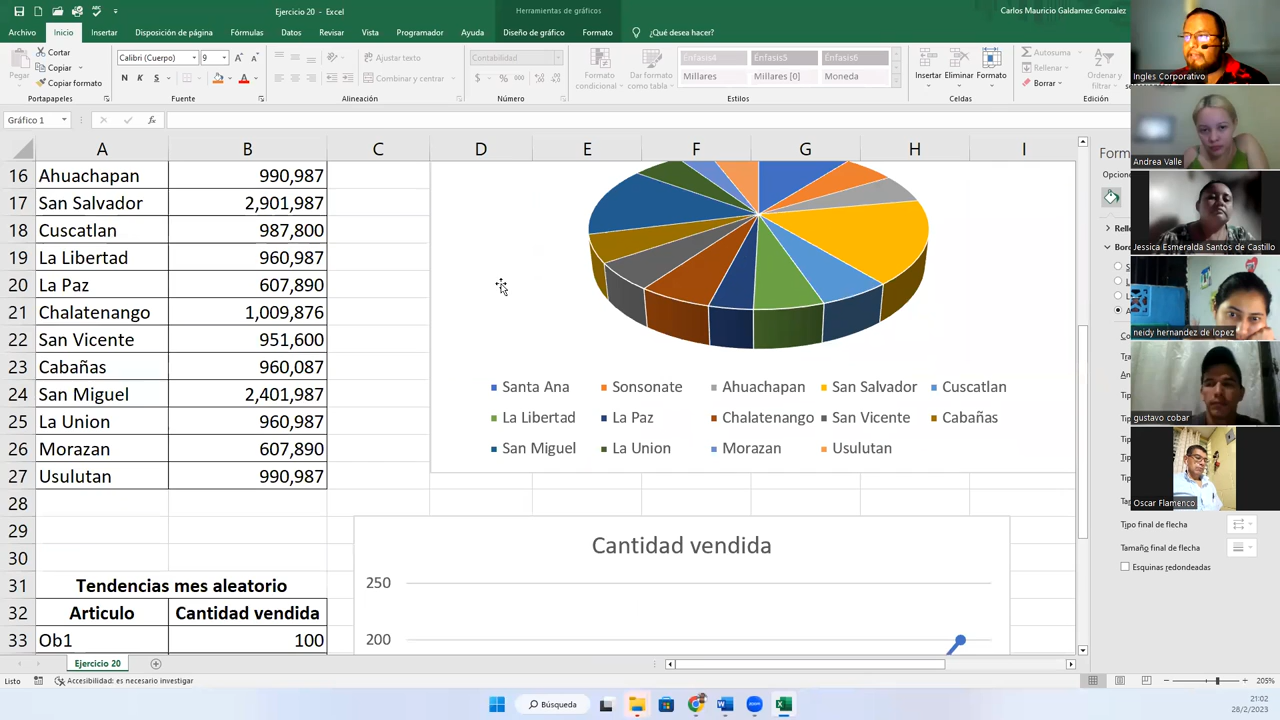 Ejercicio 20 - Excel
Herramientas de gráficos
Carlos Mauricio Galdamez Gonzalez
Archivo Inicio Insertar Disposición de página Fórmulas Datos Revisar Vista Programador Ayuda Diseño de gráfico Formato ¿Qué desea hacer?
Pegar
Cortar
Copiar
Copiar formato
Portapapeles
Calibri (Cuerpo) 9
N K S
Fuente
Ajustar texto
Combinar y centrar
Alineación
Contabilidad
Número
Formato condicional
Dar formato como tabla
Énfasis4 Énfasis5 Énfasis6
Millares Millares [0] Moneda
Estilos
Insertar Eliminar Formato
Celdas
Autosuma
Rellenar
Borrar
Ordenar y
Edición
Gráfico 1
A B C D E F G H I
16 Ahuachapan 990,987
17 San Salvador 2,901,987
18 Cuscatlan 987,800
19 La Libertad 960,987
20 La Paz 607,890
21 Chalatenango 1,009,876
22 San Vicente 951,600
23 Cabañas 960,087
24 San Miguel 2,401,987
25 La Union 960,987
26 Morazan 607,890
27 Usulutan 990,987
28
29
30
31 Tendencias mes aleatorio
32 Articulo Cantidad vendida
33 Ob1 100
Santa Ana Sonsonate Ahuachapan San Salvador Cuscatlan
La Libertad La Paz Chalatenango San Vicente Cabañas
San Miguel La Union Morazan Usulutan
Cantidad vendida
250
200
Form
Opcione
Relle
Bord
Tipo final de flecha
Tamaño final de flecha
Esquinas redondeadas
Ingles Corporativo
Andrea Valle
Jessica Esmeralda Santos de Castillo
neidy hernandez de lopez
gustavo cobar
Oscar Flamenco
Ejercicio 20
Listo
Accesibilidad: es necesario investigar
205%
Búsqueda
21:02
28/2/2023